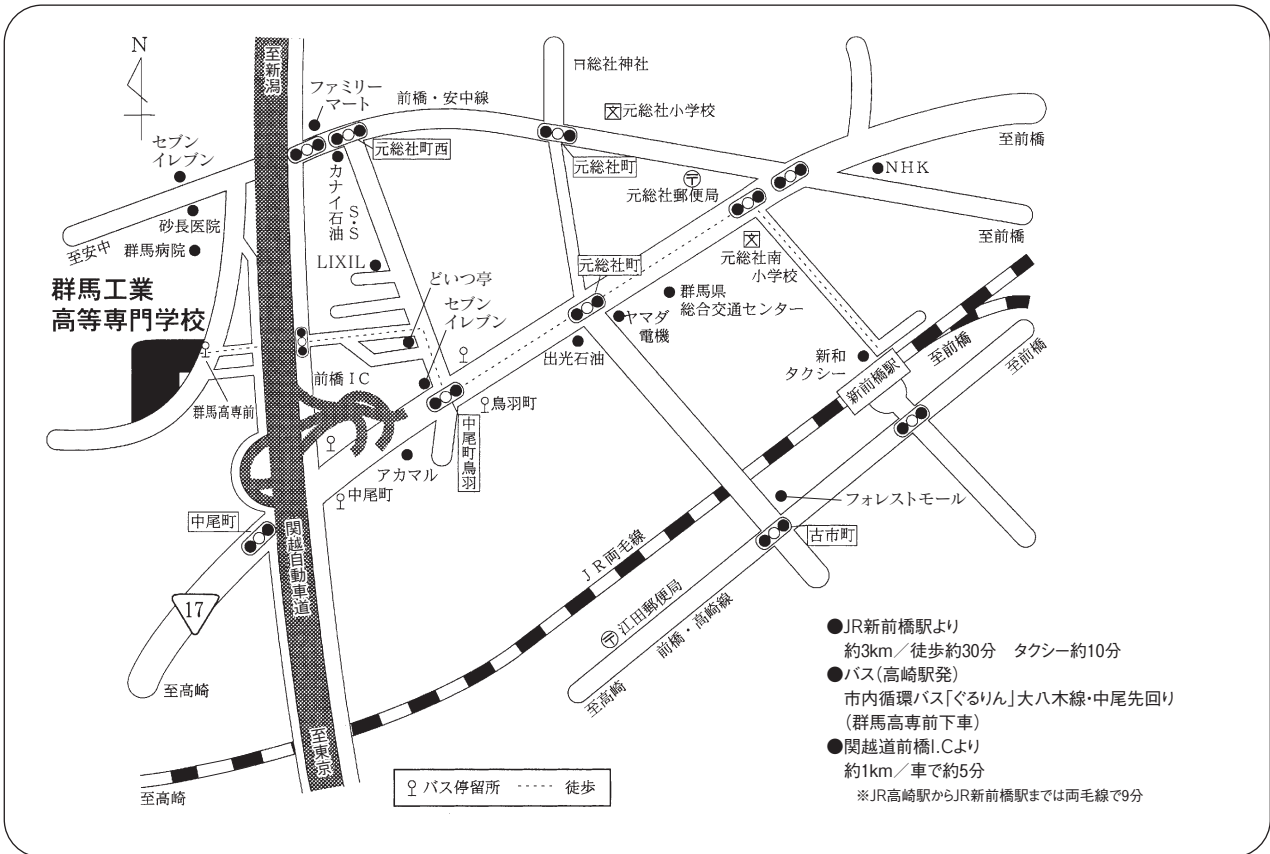 N
至新潟
ファミリー
マート
前橋・安中線
総社神社
元総社小学校
至前橋
セブン
イレブン
元総社町西
元総社町
NHK
カナイ石油
S・S
元総社郵便局
砂長医院
至安中
群馬病院
至前橋
LIXIL
元総社南
小学校
元総社町
どいつ亭
群馬県
総合交通センター
群馬工業
高等専門学校
セブン
イレブン
ヤマダ
電機
出光石油
新和
タクシー
至前橋
至前橋
新前橋駅
前橋IC
群馬高専前
鳥羽町
中尾町鳥羽
アカマル
中尾町
フォレストモール
中尾町
関越自動車道
古市町
JR両毛線
17
〒江田郵便局
前橋・高崎線
至高崎
至高崎
至東京
至高崎
バス停留所 ------ 徒歩
●JR新前橋駅より
約3km/徒歩約30分 タクシー約10分
●バス(高崎駅発)
市内循環バス「ぐるりん」大八木線・中尾先回り
(群馬高専前下車)
●関越道前橋I.Cより
約1km/車で約5分
※JR高崎駅からJR新前橋駅までは両毛線で9分